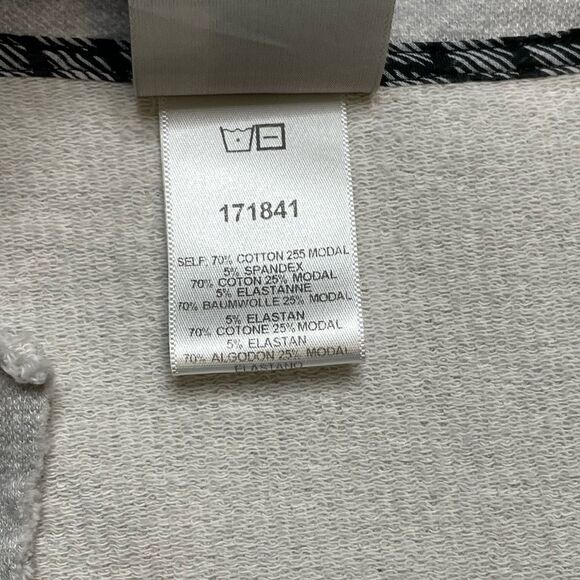 171841
SELF: 70% COTTON 255 MODAL
5% SPANDEX
70% COTON 25% MODAL
5% ELASTANNE
70% BAUMWOLLE 25% MODAL
5% ELASTAN
70% COTONE 25% MODAL
5% ELASTAN
70% ALGODON 25% MODAL
ELASTANO